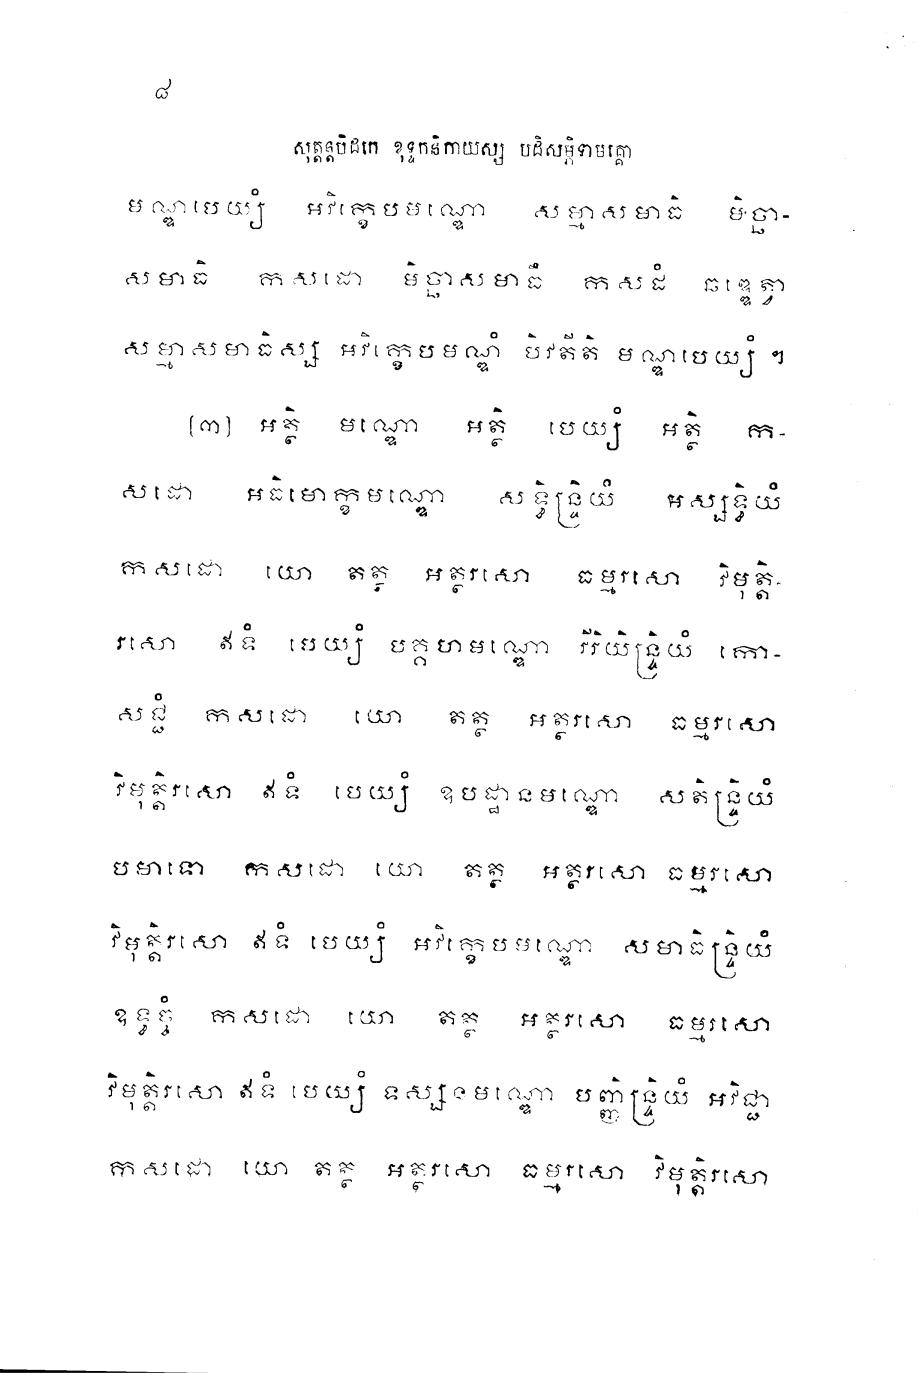 ៨
សុត្តន្តបិដកេ ខុទ្ទកនិកាយស្ស បដិសម្ភិទាមគ្គោ
មណ្ឌបេយ្យំ អវិក្ខេបមណ្ឌោ សម្មាសមាធិ មិច្ឆា-
សមាធិ កសដោ មិច្ឆាសមាធឹ កសដំ ឆឌ្ឌេត្វា
សម្មាសមាធិស្ស អវិក្ខេបមណ្ឌំ បិវតីតិ មណ្ឌបេយ្យំ ។
(៣) អត្ថិ មណ្ឌោ អត្ថិ បេយ្យំ អត្ថិ ក-
សដោ អធិមោក្ខមណ្ឌោ សទ្ធិន្ទ្រិយំ អស្សទ្ធិយំ
កសដោ យោ តត្ថ អត្ថរសោ ធម្មរសោ វិមុត្តិ-
រសោ ឥទំ បេយ្យំ បគ្គហមណ្ឌោ វីរិយិន្ទ្រិយំ កោ-
សជ្ជំ កសដោ យោ តត្ថ អត្ថរសោ ធម្មរសោ
វិមុត្តិរសោ ឥទំ បេយ្យំ ឧបដ្ឋានមណ្ឌោ សតិន្ទ្រិយំ
បមាទោ កសដោ យោ តត្ថ អត្ថរសោ ធម្មរសោ
វិមុត្តិរសោ ឥទំ បេយ្យំ អវិក្ខេបមណ្ឌោ សមាធិន្ទ្រិយំ
ឧទ្ធច្ចំ កសដោ យោ តត្ថ អត្ថរសោ ធម្មរសោ
វិមុត្តិរសោ ឥទំ បេយ្យំ ទស្សនមណ្ឌោ បញ្ញិន្ទ្រិយំ អវិជ្ជា
កសដោ យោ តត្ថ អត្ថរសោ ធម្មរសោ វិមុត្តិរសោ